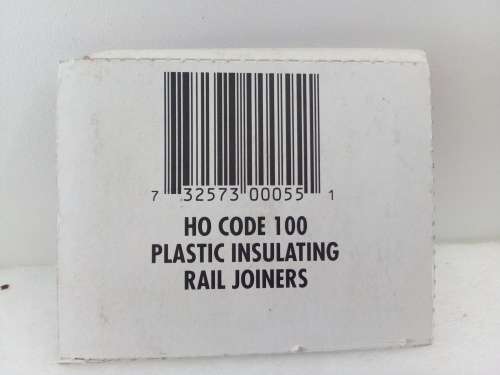 7 32573 00055 1
HO CODE 100
PLASTIC INSULATING
RAIL JOINERS